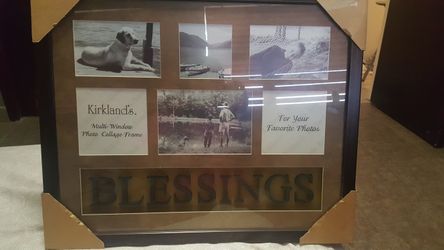 Kirkland's.
Multi-Window
Photo Collage-Frame
For Your
Favorite Photos
BLESSINGS